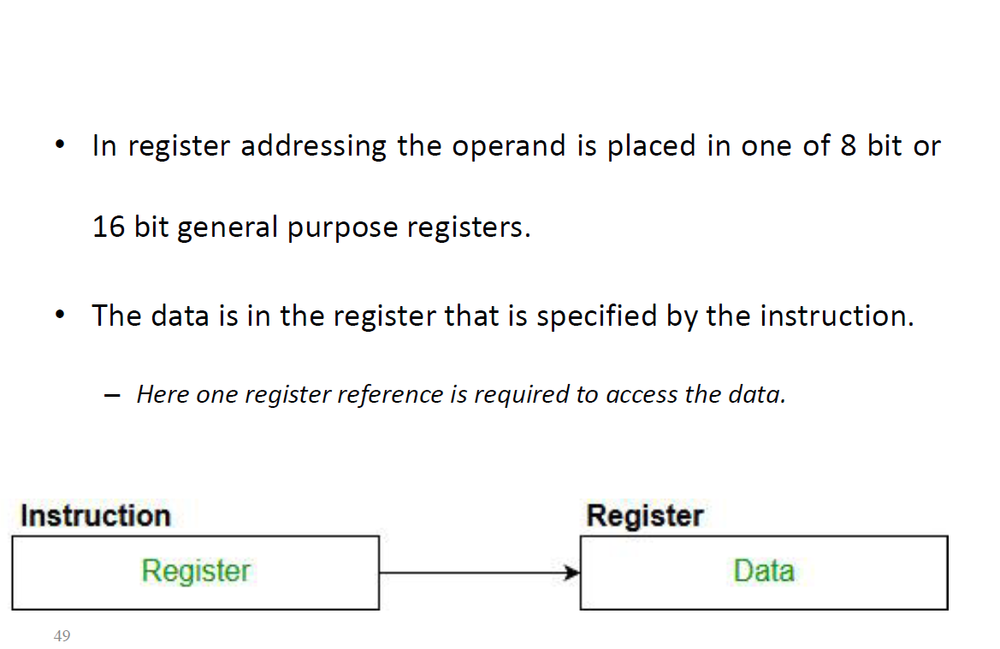 • In register addressing the operand is placed in one of 8 bit or
16 bit general purpose registers.
• The data is in the register that is specified by the instruction.
– Here one register reference is required to access the data.
Instruction
Register
Register
Data
49